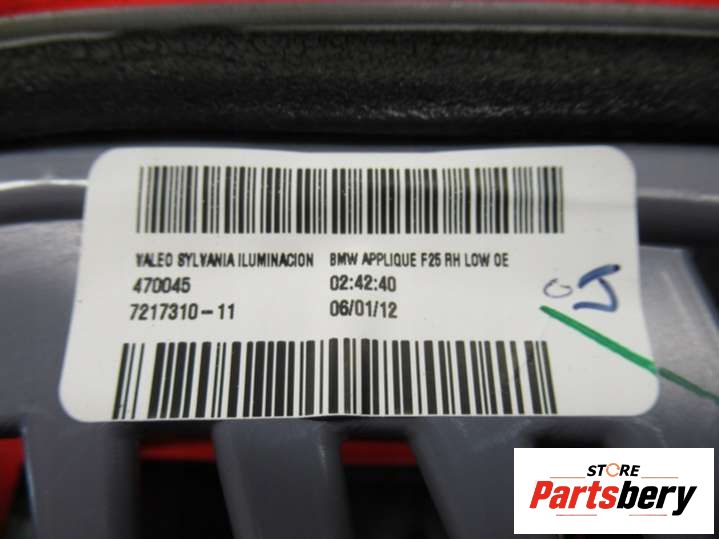 VALEO SYLVANIA ILUMINACION BMW APPLIQUE F25 RH LOW OE
470045 02:42:40
7217310-11 06/01/12
STORE
Partsbery